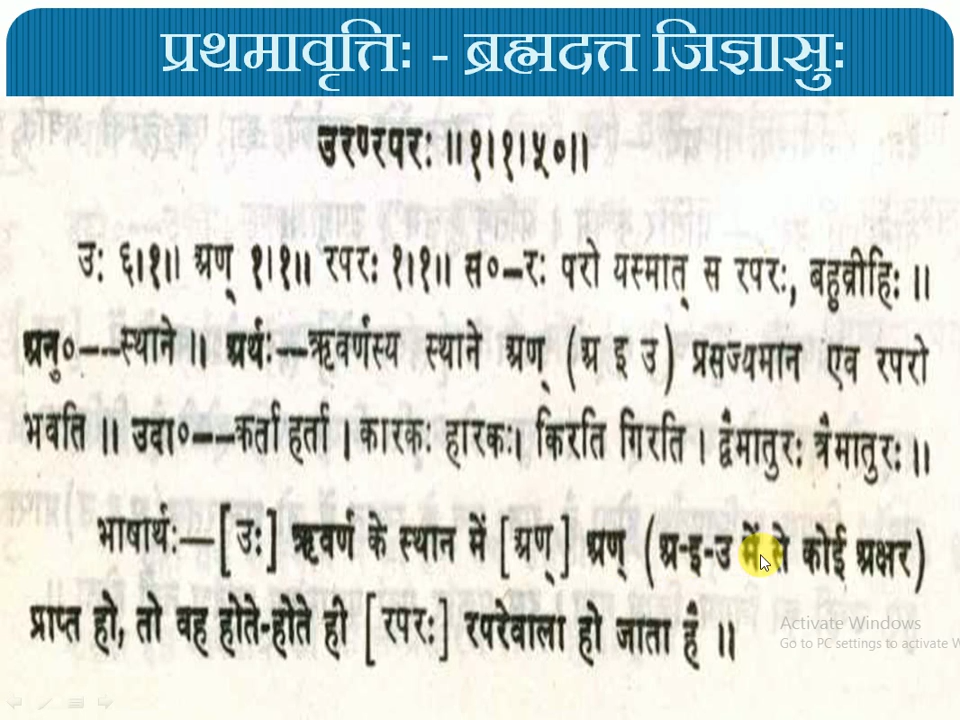 प्रथमावृत्तिः - ब्रह्मदत्त जिज्ञासुः
उरण्रपरः ॥१।१।५०॥
उः ६।१॥ अण् १।१॥ रपरः १।१॥ स०–रः परो यस्मात् स रपरः, बहुव्रीहिः ॥
अनु०––स्थाने ॥ अर्थः—ऋवर्णस्य स्थाने अण् (अ इ उ) प्रसज्यमान एव रपरो
भवति ॥ उदा०––कर्ता हर्ता । कारकः हारकः। किरति गिरति । द्वैमातुरः त्रैमातुरः ॥
भाषार्थः—[उः] ऋवर्ण के स्थान में [अण्] अण् (अ-इ-उ में से कोई अक्षर)
प्राप्त हो, तो वह होते-होते ही [रपरः] रपरेवाला हो जाता है ॥
Activate Windows
Go to PC settings to activate W